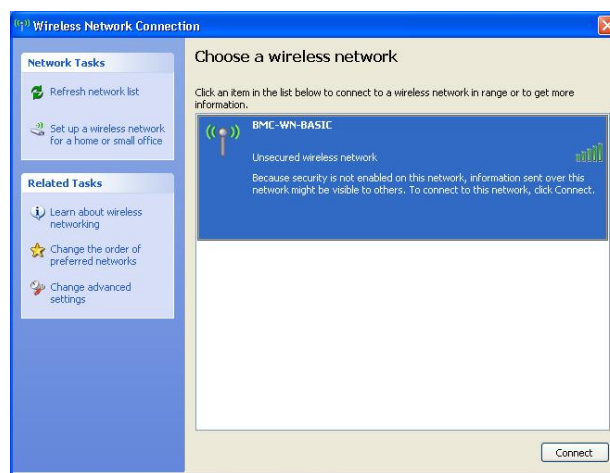 Wireless Network Connection
Network Tasks
Refresh network list
Set up a wireless network
for a home or small office
Related Tasks
Learn about wireless
networking
Change the order of
preferred networks
Change advanced
settings
Choose a wireless network
Click an item in the list below to connect to a wireless network in range or to get more
information.
BMC-WN-BASIC
Unsecured wireless network
Because security is not enabled on this network, information sent over this
network might be visible to others. To connect to this network, click Connect.
Connect